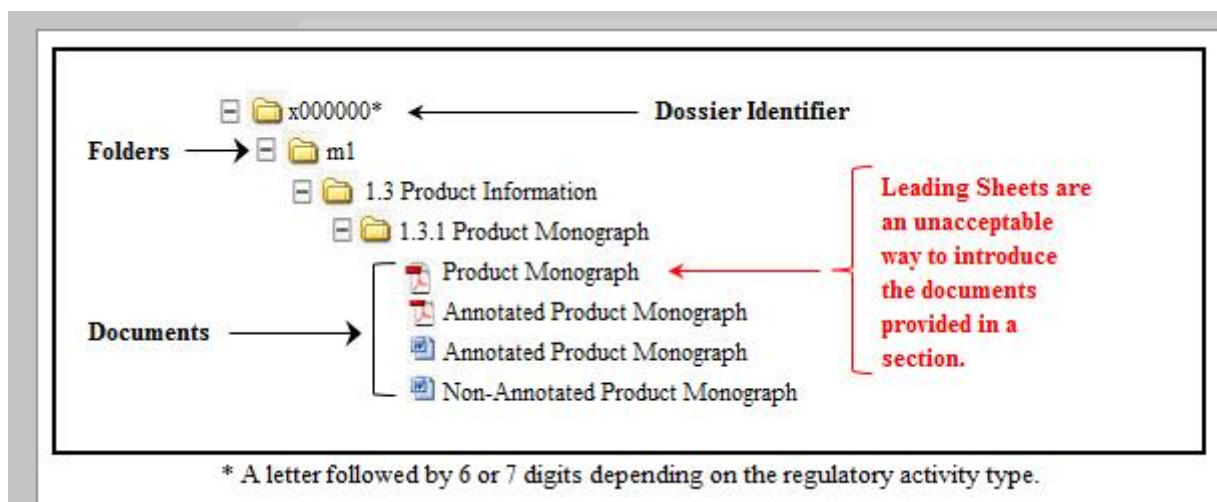 x000000*
Dossier Identifier
Folders
m1
1.3 Product Information
1.3.1 Product Monograph
Leading Sheets are
an unacceptable
way to introduce
the documents
provided in a
section.
Documents
Product Monograph
Annotated Product Monograph
Annotated Product Monograph
Non-Annotated Product Monograph
* A letter followed by 6 or 7 digits depending on the regulatory activity type.